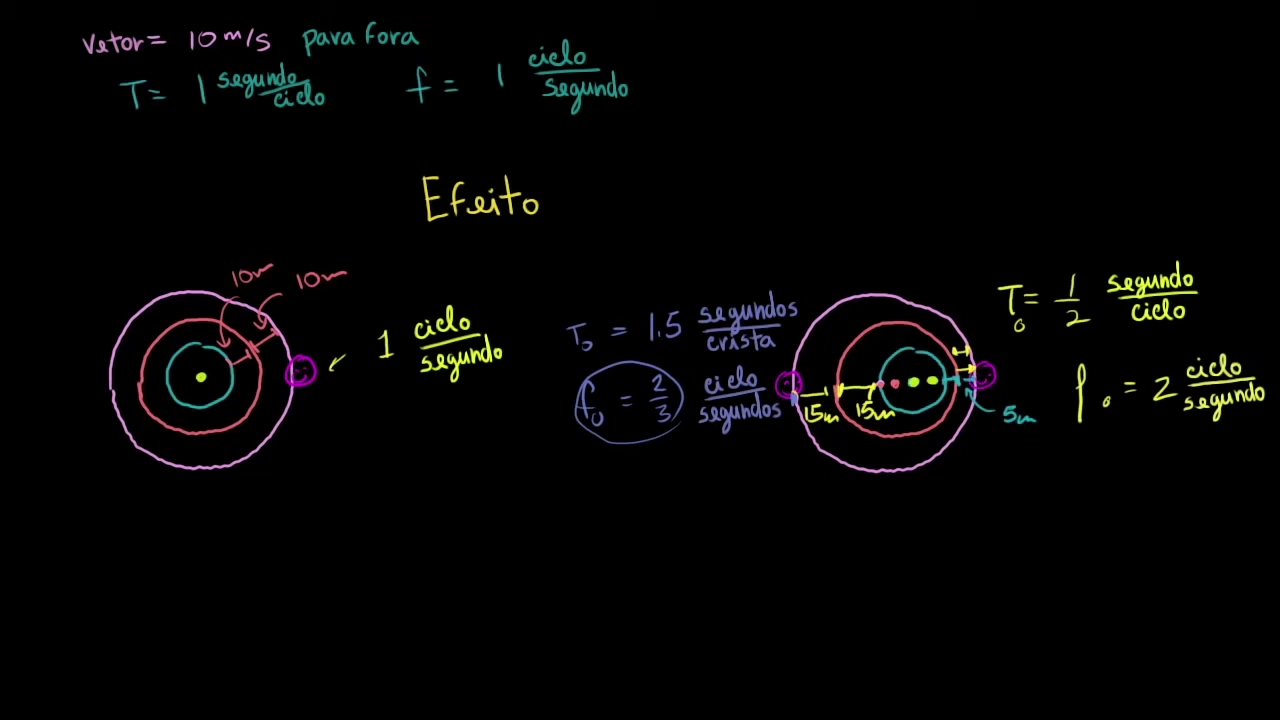 vetor = 10 m/s para fora
T = 1 segundo/ciclo f = 1 ciclo/segundo
Efeito
10m 10m
1 ciclo/segundo
T₀ = 1.5 segundos/crista
f₀ = 2/3 ciclo/segundos
15m 15m
5m
T₀ = 1/2 segundo/ciclo
f₀ = 2 ciclo/segundo